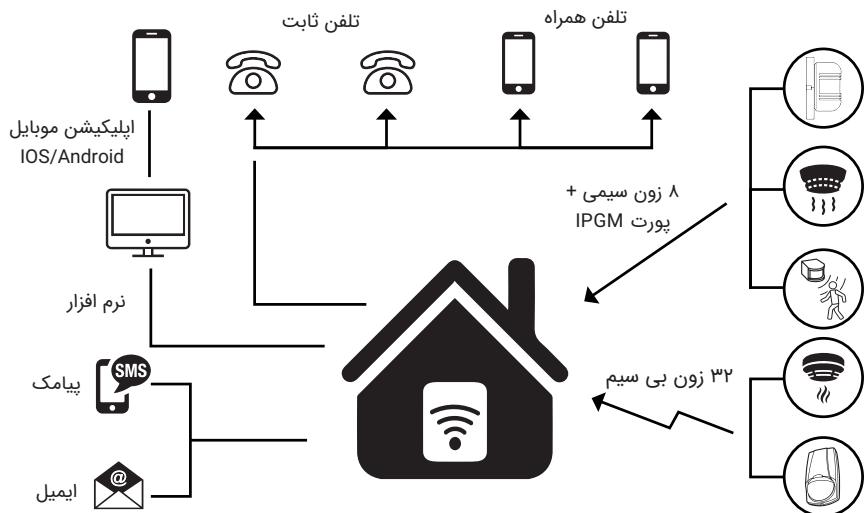 تلفن همراه
تلفن ثابت
اپلیکیشن موبایل
IOS/Android
۸ زون سیمی +
پورت IPGM
نرم افزار
۳۲ زون بی سیم
SMS
پیامک
@
ایمیل